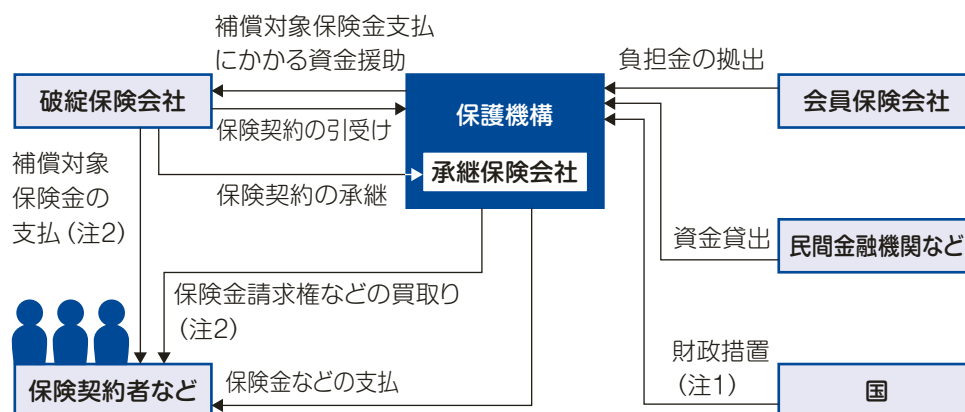 補償対象保険金支払
にかかる資金援助
負担金の拠出
破綻保険会社
保護機構
会員保険会社
保険契約の引受け
補償対象
保険金の
支払（注2）
承継保険会社
保険契約の承継
資金貸出
民間金融機関など
保険金請求権などの買取り
（注2）
財政措置
（注1）
保険契約者など
保険金などの支払
国